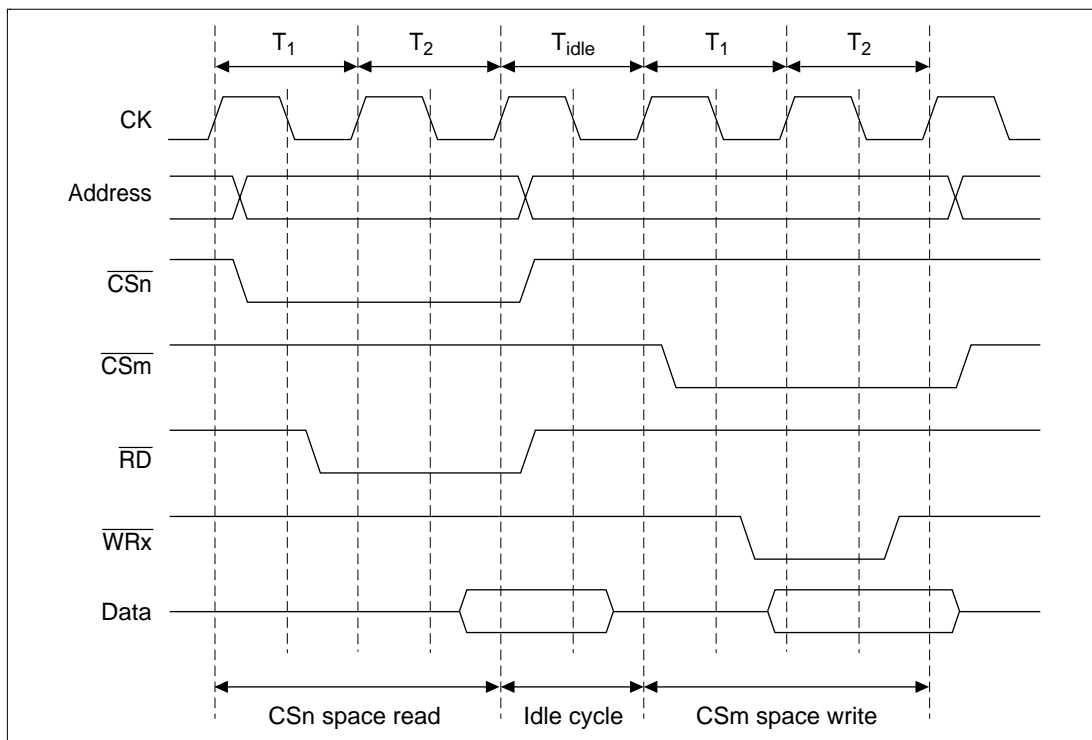 T1 T2 Tidle T1 T2
CK
Address
CSn
CSm
RD
WRx
Data
CSn space read Idle cycle CSm space write